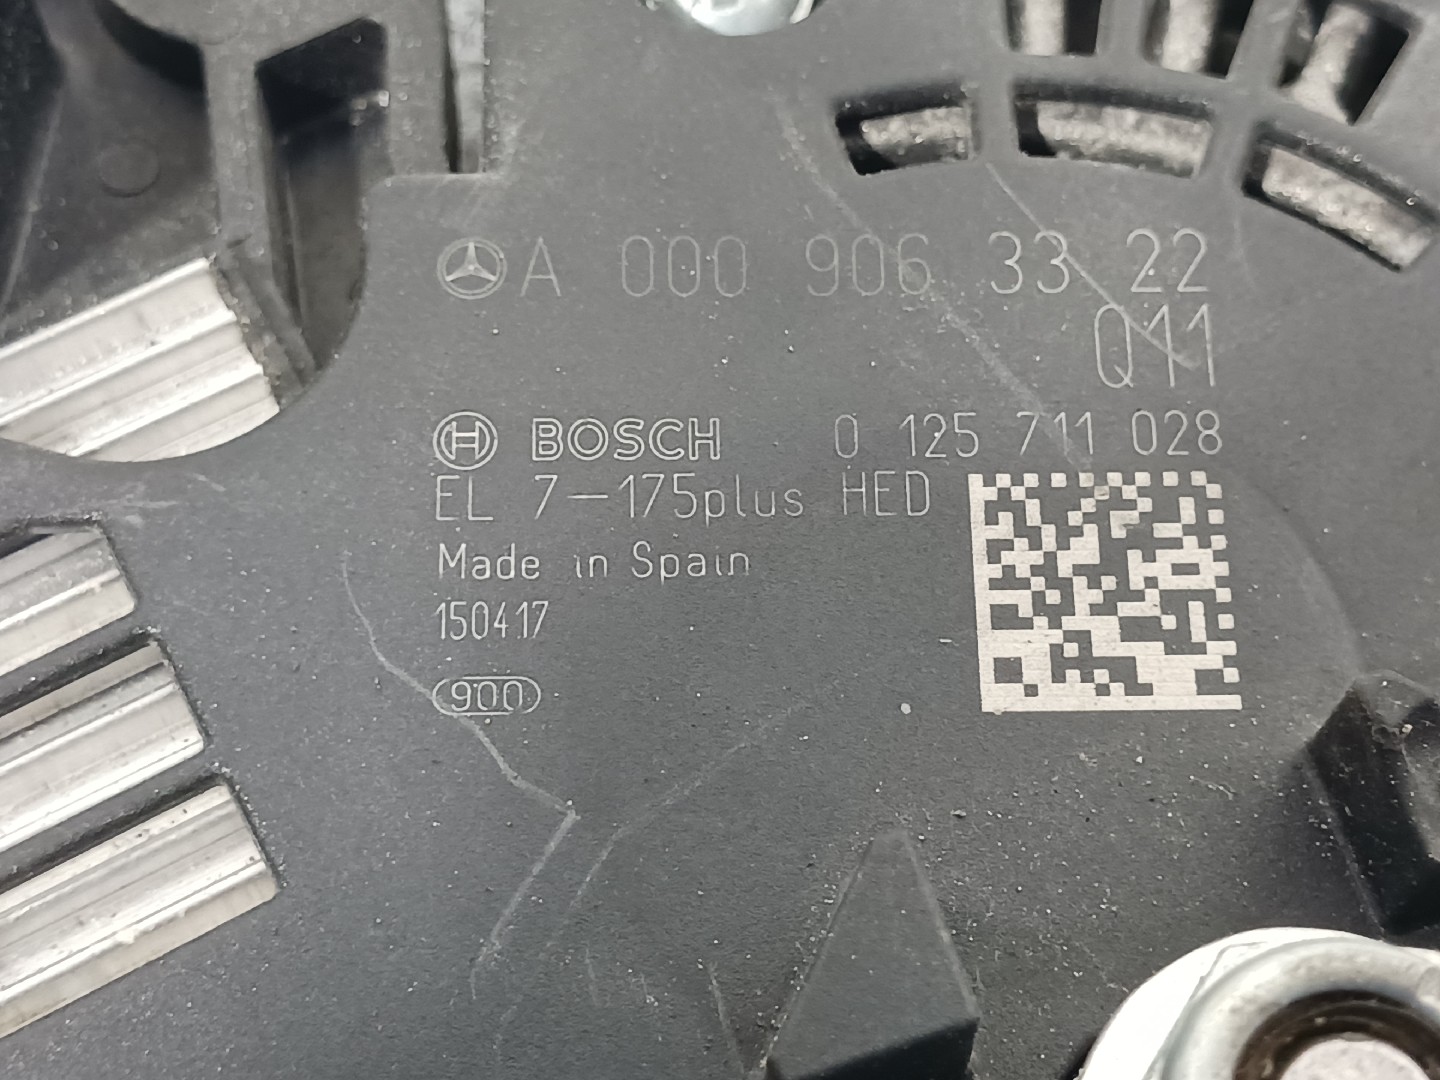 A 000 906 33 22
Q11
BOSCH 0 125 711 028
EL 7-175plus HED
Made in Spain
150417
900